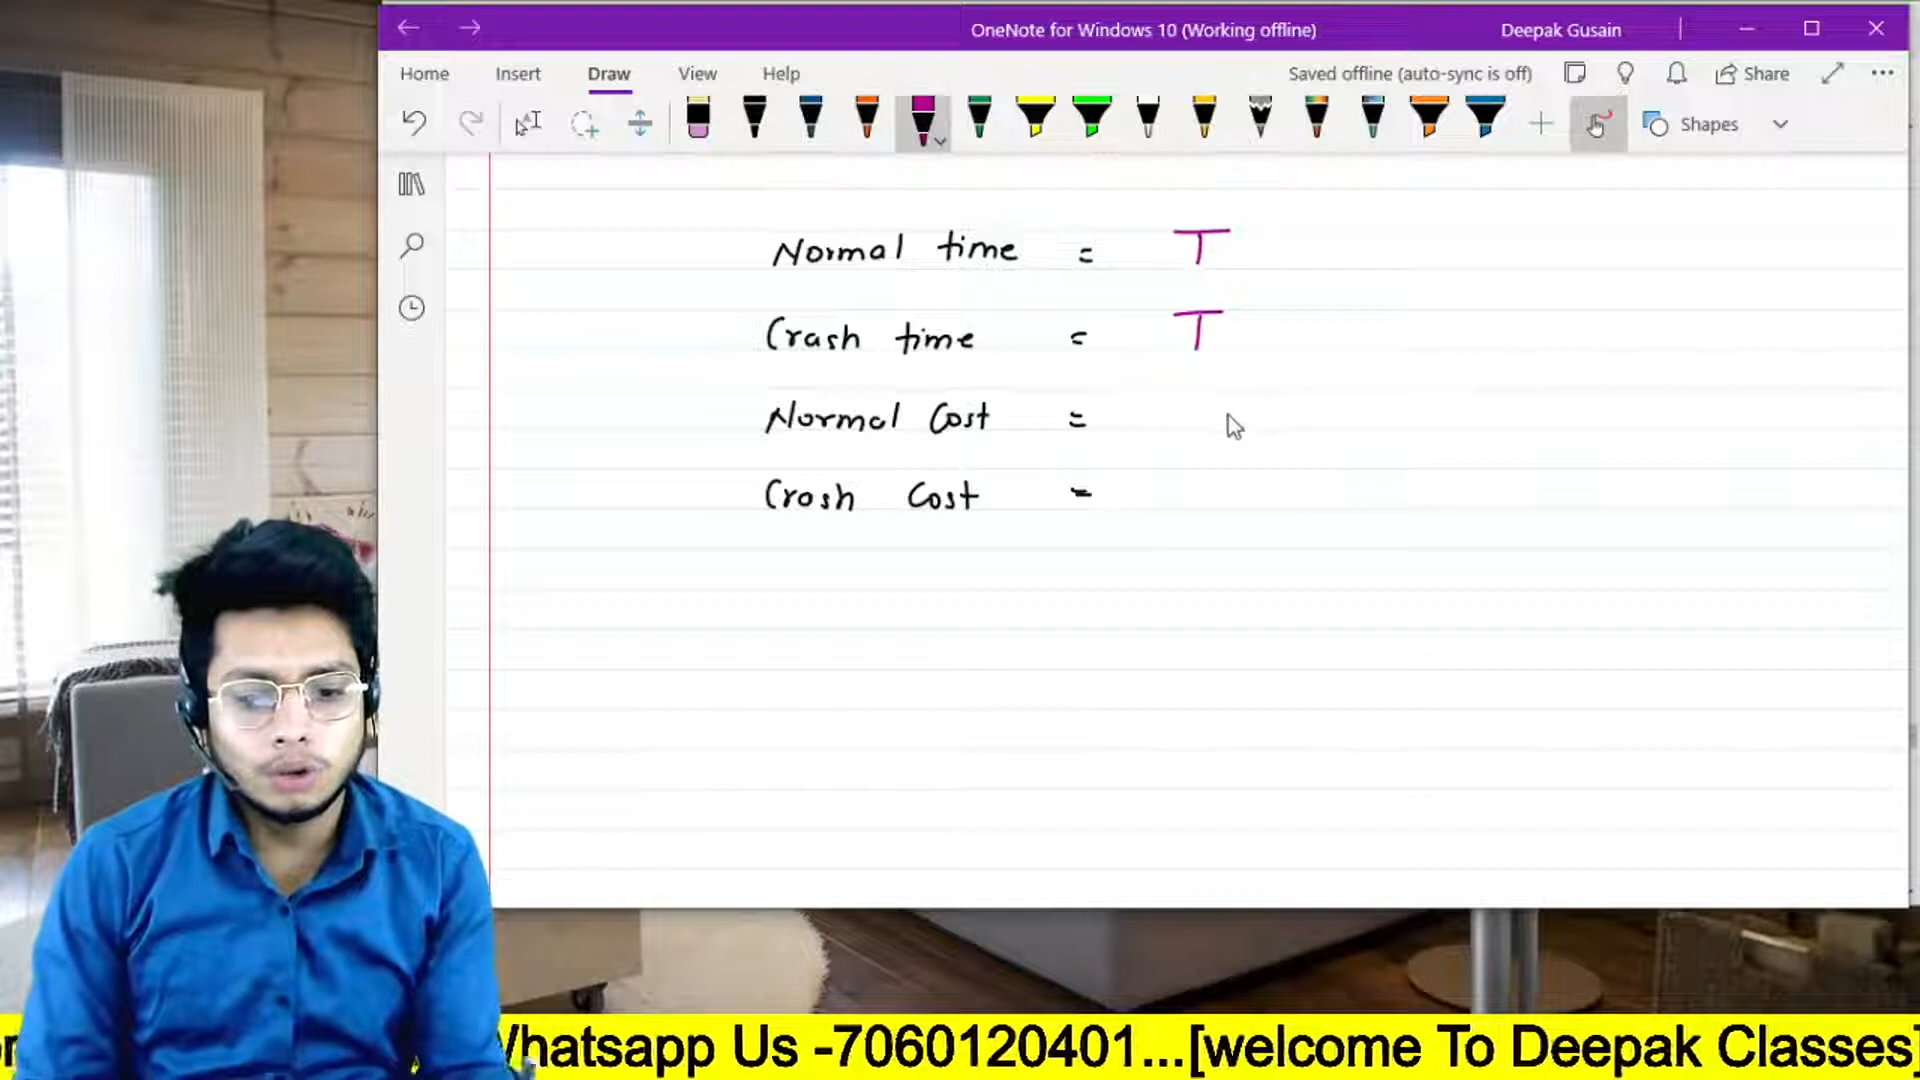 OneNote for Windows 10 (Working offline)
Deepak Gusain
Home Insert Draw View Help
Saved offline (auto-sync is off)
Share
Shapes
Normal time = T
Crash time = T
Normal Cost =
Crash Cost =
Whatsapp Us -7060120401...[welcome To Deepak Classes]